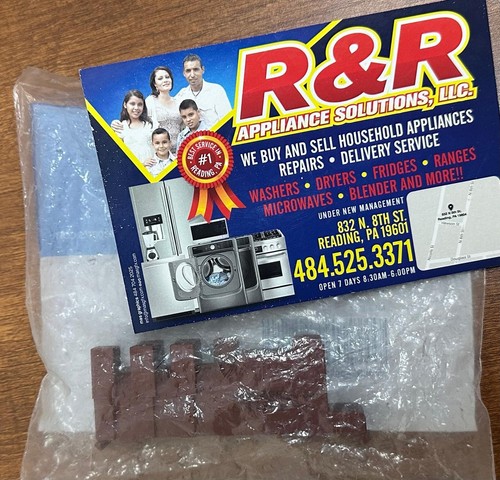 R&R
APPLIANCE SOLUTIONS, LLC.
WE BUY AND SELL HOUSEHOLD APPLIANCES
REPAIRS • DELIVERY SERVICE
WASHERS • DRYERS • FRIDGES • RANGES
MICROWAVES • BLENDER AND MORE!!
UNDER NEW MANAGEMENT
832 N. 8TH ST.
READING, PA 19601
484.525.3371
OPEN 7 DAYS 8:30AM-6:00PM
BEST SERVICE IN
#1
READING, PA